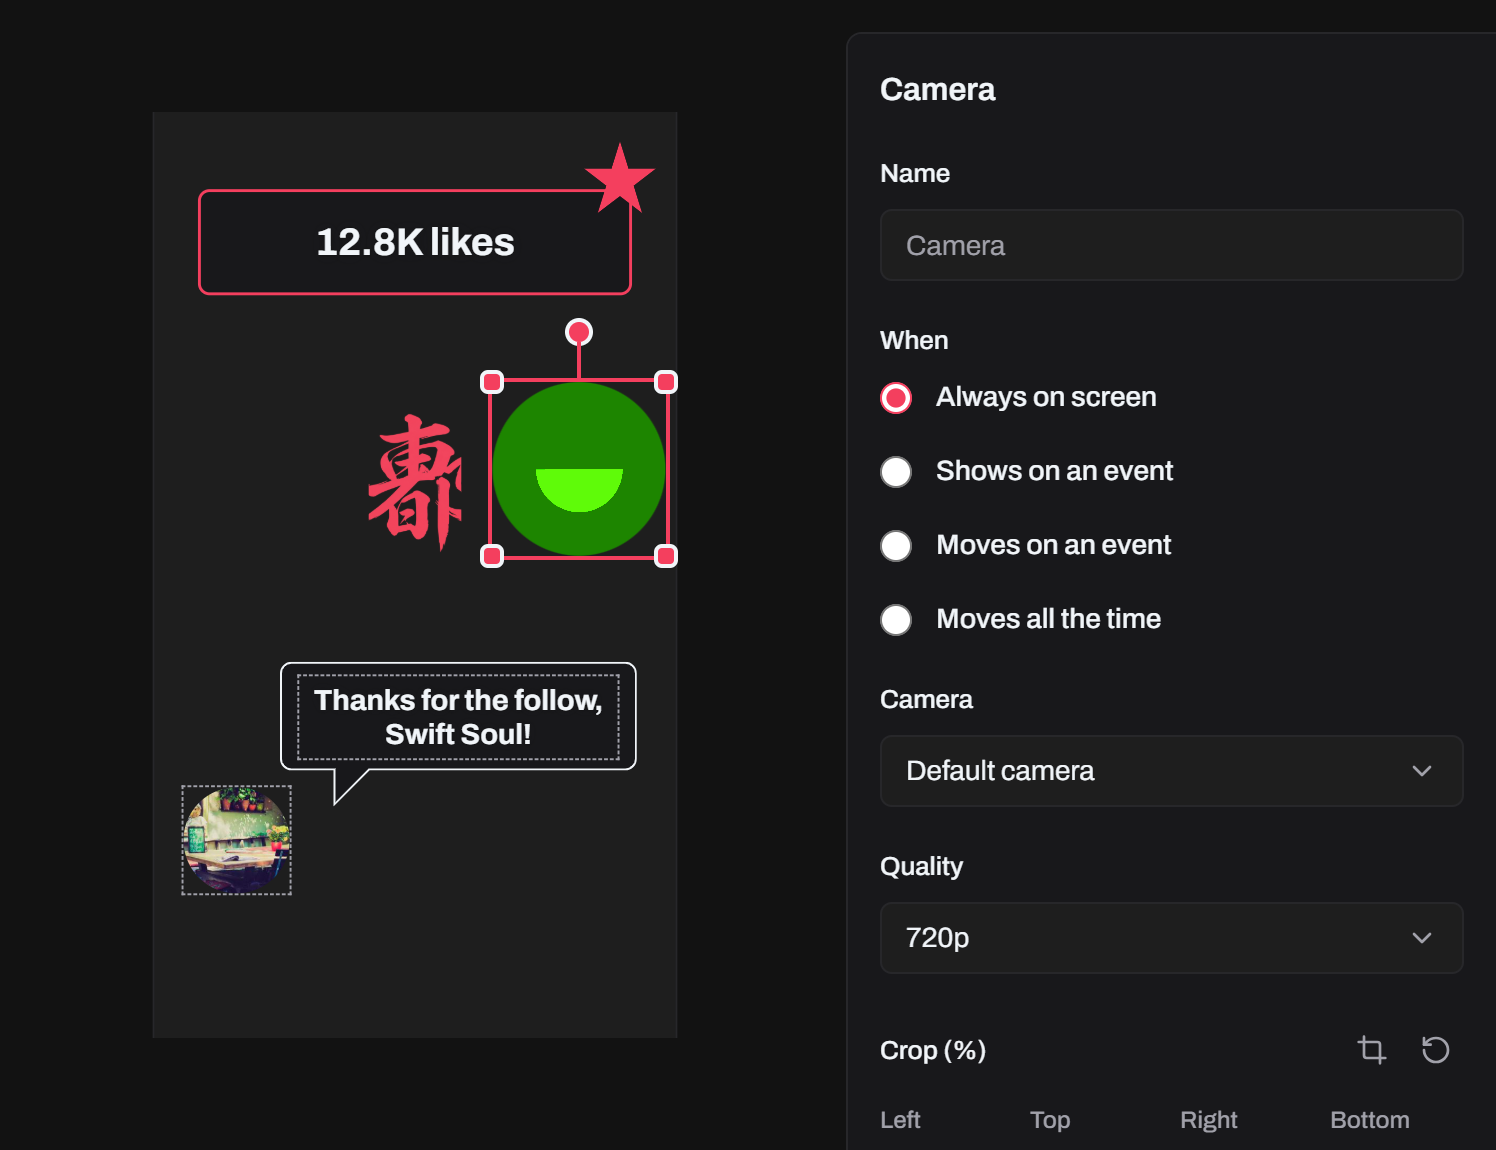 Camera
Name
Camera
When
Always on screen
Shows on an event
Moves on an event
Moves all the time
Camera
Default camera
Quality
720p
Crop (%)
Left Top Right Bottom
12.8K likes
Thanks for the follow,
Swift Soul!